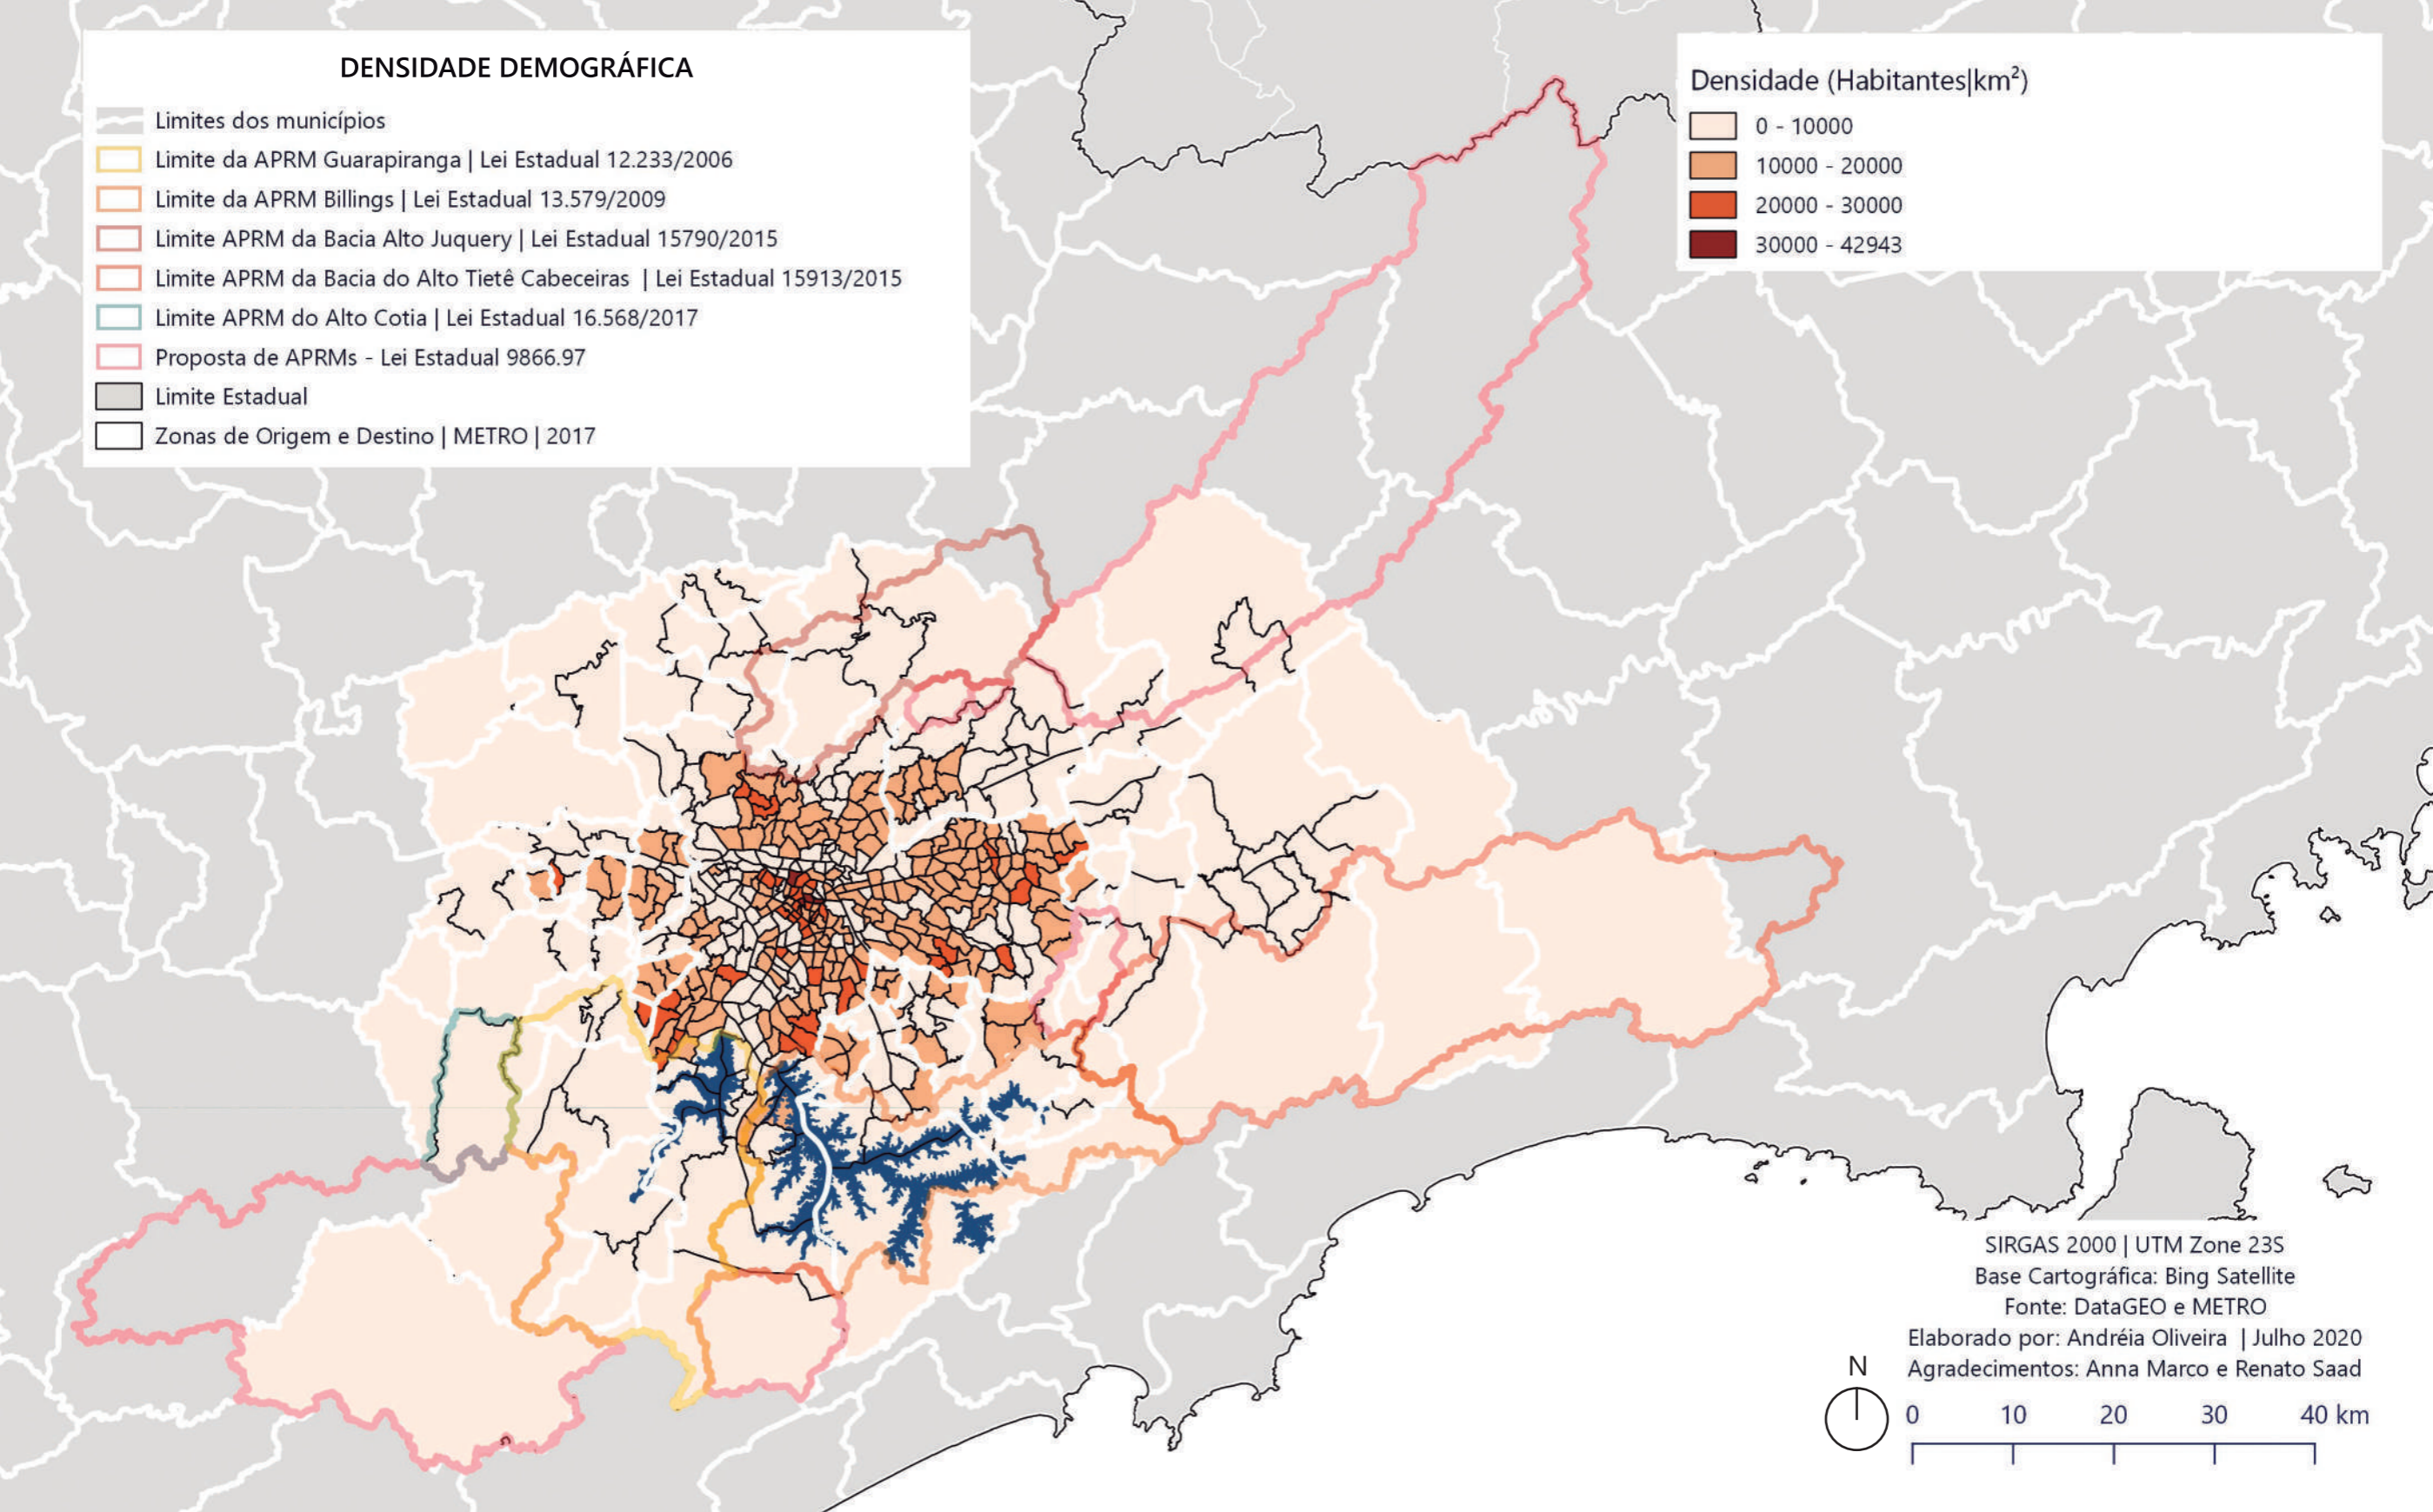 DENSIDADE DEMOGRÁFICA
Limites dos municípios
Limite da APRM Guarapiranga | Lei Estadual 12.233/2006
Limite da APRM Billings | Lei Estadual 13.579/2009
Limite APRM da Bacia Alto Juquery | Lei Estadual 15790/2015
Limite APRM da Bacia do Alto Tietê Cabeceiras | Lei Estadual 15913/2015
Limite APRM do Alto Cotia | Lei Estadual 16.568/2017
Proposta de APRMs - Lei Estadual 9866.97
Limite Estadual
Zonas de Origem e Destino | METRO | 2017
Densidade (Habitantes|km²)
0 - 10000
10000 - 20000
20000 - 30000
30000 - 42943
SIRGAS 2000 | UTM Zone 23S
Base Cartográfica: Bing Satellite
Fonte: DataGEO e METRO
Elaborado por: Andréia Oliveira | Julho 2020
Agradecimentos: Anna Marco e Renato Saad
N
0 10 20 30 40 km